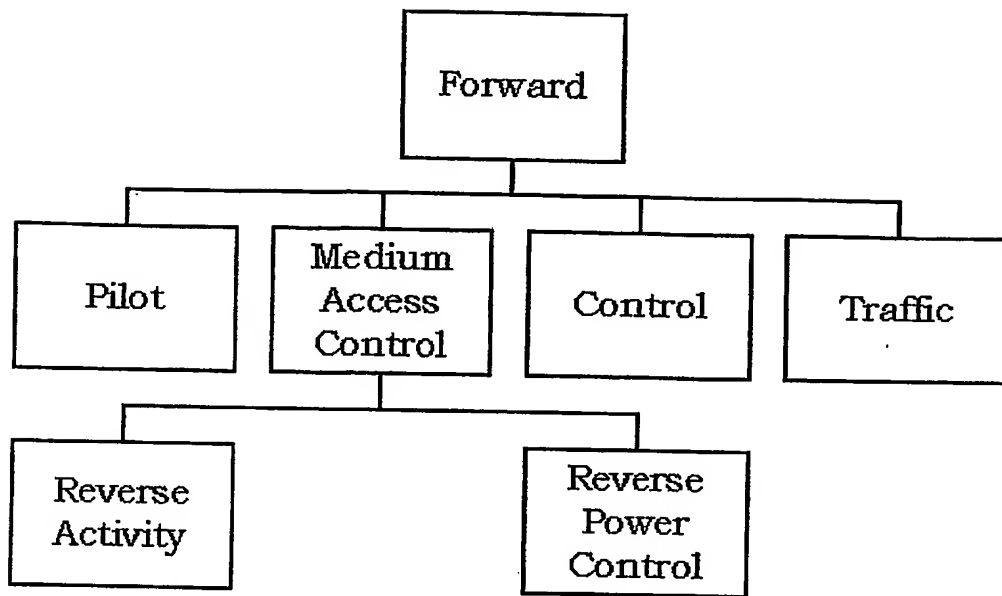 Forward
Pilot
Medium
Access
Control
Control
Traffic
Reverse
Activity
Reverse
Power
Control